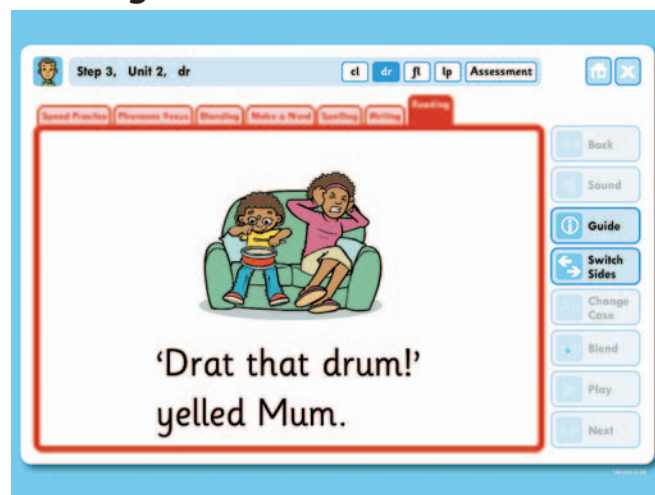 Step 3, Unit 2, dr
cl dr fl lp Assessment
Speed Practice Phoneme Focus Blending Make a Word Spelling Writing Reading
Back
Sound
Guide
Switch
Sides
Change
Case
Blend
Play
Next
‘Drat that drum!’
yelled Mum.